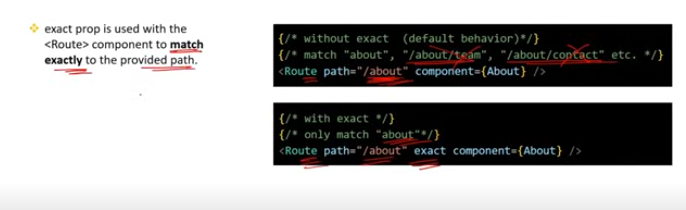 exact prop is used with the
<Route> component to match
exactly to the provided path.
{/* without exact  (default behavior)*/}
{/* match "about", "/about/team", "/about/contact" etc. */}
<Route path="/about" component={About} />
{/* with exact */}
{/* only match "about"*/}
<Route path="/about" exact component={About} />